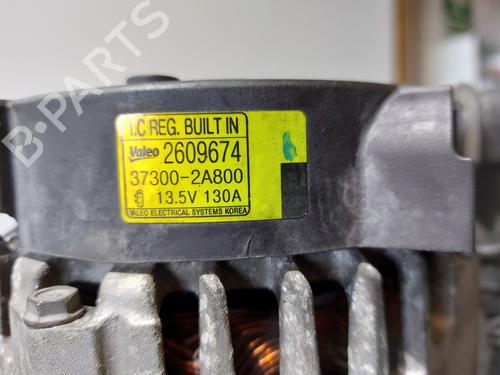 I.C REG. BUILT IN
Valeo 2609674
37300-2A800
13.5V 130A
VALEO ELECTRICAL SYSTEMS KOREA
B-Parts